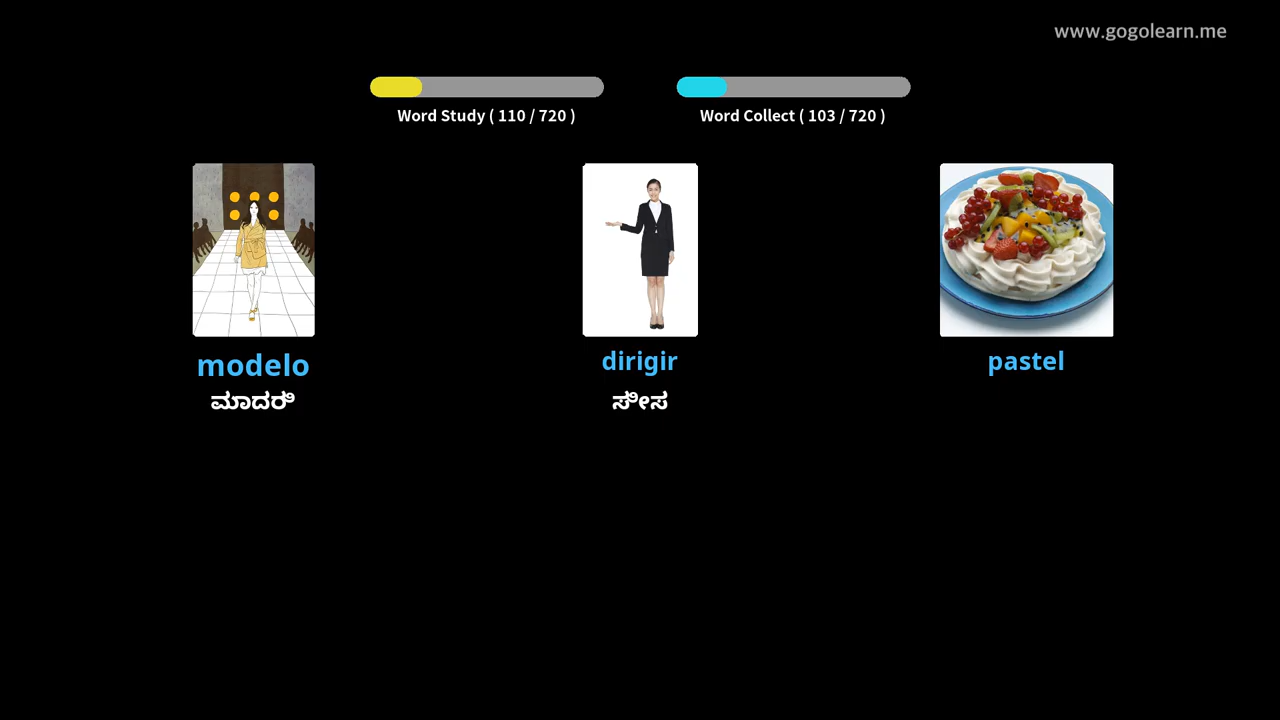 www.gogolearn.me
Word Study ( 110 / 720 )
Word Collect ( 103 / 720 )
modelo
dirigir
pastel
ಮಾದರಿ
ಸೀಸ